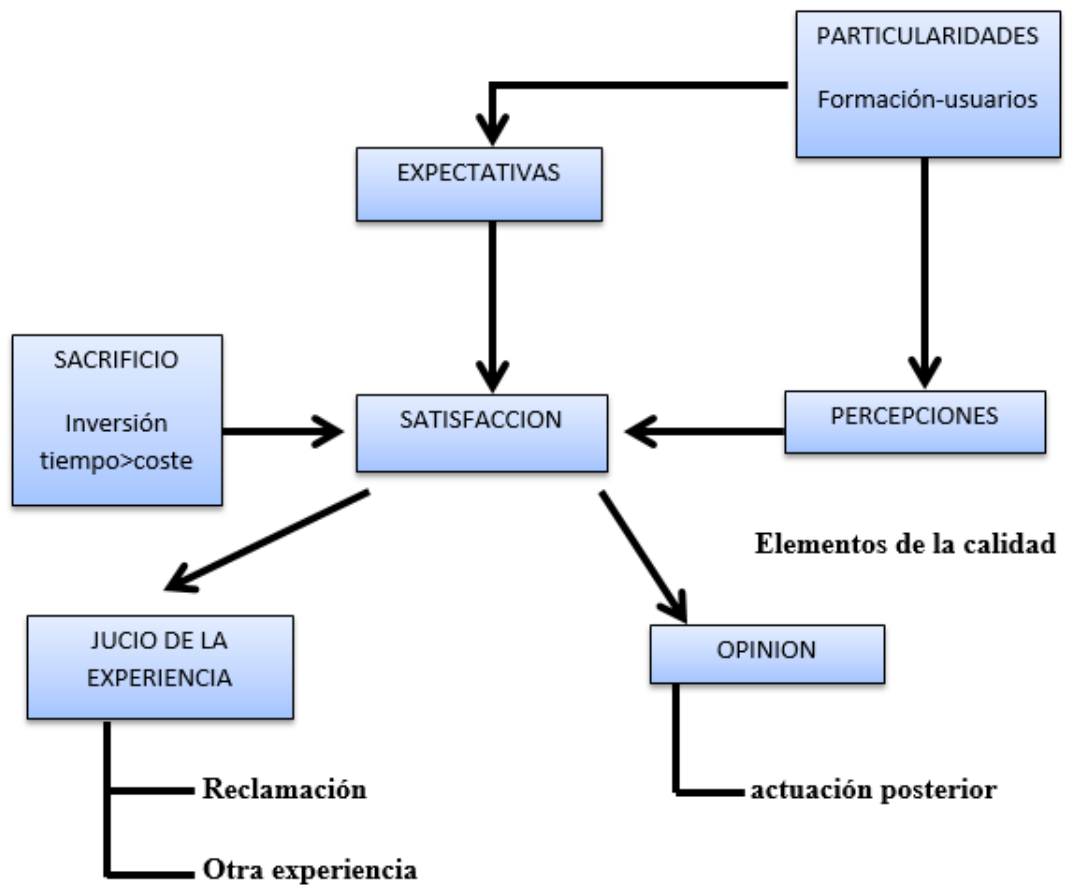 PARTICULARIDADES
Formación-usuarios
EXPECTATIVAS
SACRIFICIO
Inversión
tiempo>coste
SATISFACCION
PERCEPCIONES
Elementos de la calidad
JUCIO DE LA
EXPERIENCIA
OPINION
Reclamación
actuación posterior
Otra experiencia